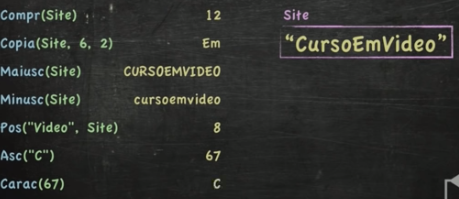 Compr(Site) 12
Site
Copia(Site, 6, 2) Em
“CursoEmVideo”
Maiusc(Site) CURSOEMVIDEO
Minusc(Site) cursoemvideo
Pos("Video", Site) 8
Asc("C") 67
Carac(67) C